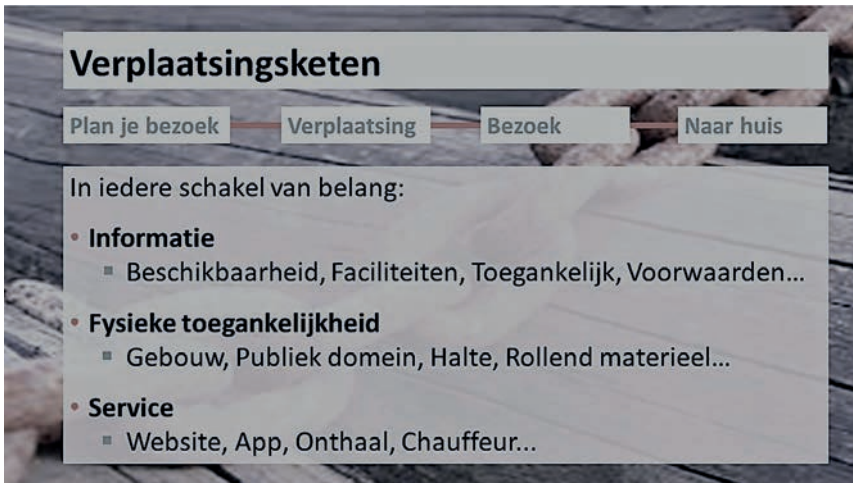 Verplaatsingsketen
Plan je bezoek Verplaatsing Bezoek Naar huis
In iedere schakel van belang:
• Informatie
▪ Beschikbaarheid, Faciliteiten, Toegankelijk, Voorwaarden...
• Fysieke toegankelijkheid
▪ Gebouw, Publiek domein, Halte, Rollend materieel...
• Service
▪ Website, App, Onthaal, Chauffeur...